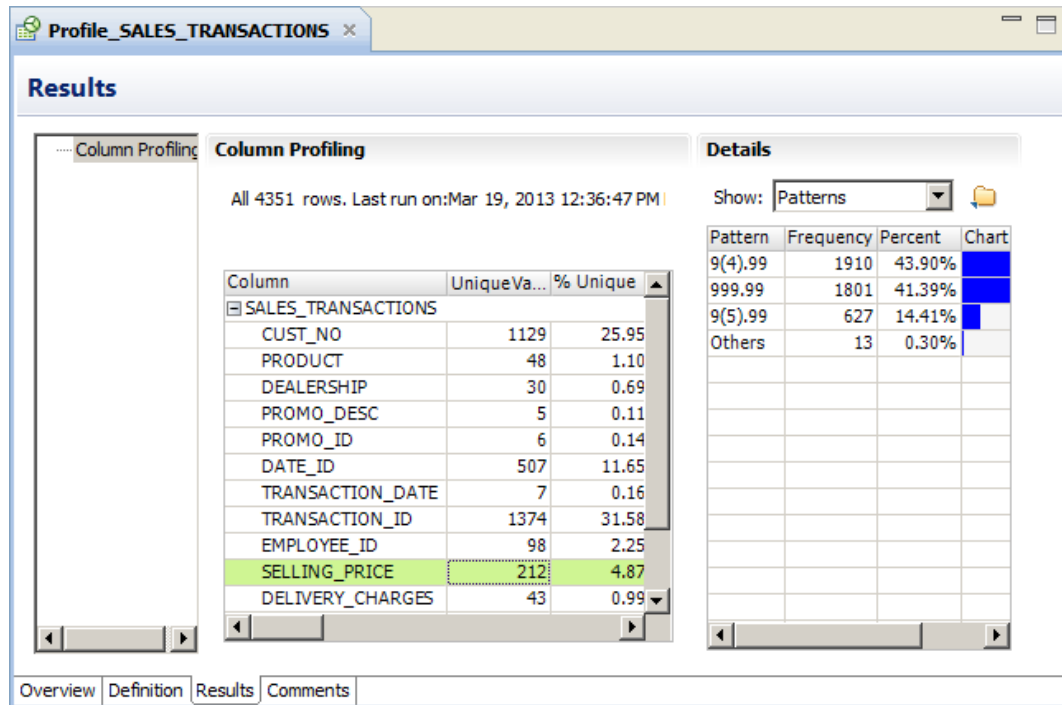 Profile_SALES_TRANSACTIONS
Results
Column Profiling
Column Profiling
All 4351 rows. Last run on:Mar 19, 2013 12:36:47 PM
Column UniqueVa... % Unique
SALES_TRANSACTIONS
CUST_NO 1129 25.95
PRODUCT 48 1.10
DEALERSHIP 30 0.69
PROMO_DESC 5 0.11
PROMO_ID 6 0.14
DATE_ID 507 11.65
TRANSACTION_DATE 7 0.16
TRANSACTION_ID 1374 31.58
EMPLOYEE_ID 98 2.25
SELLING_PRICE 212 4.87
DELIVERY_CHARGES 43 0.99
Details
Show: Patterns
Pattern Frequency Percent Chart
9(4).99 1910 43.90%
999.99 1801 41.39%
9(5).99 627 14.41%
Others 13 0.30%
Overview Definition Results Comments